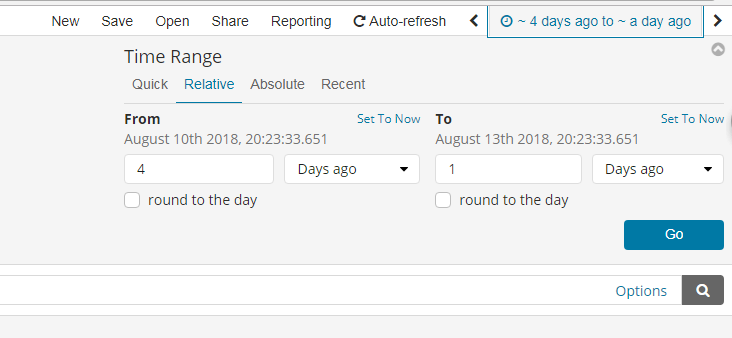 New Save Open Share Reporting Auto-refresh ~ 4 days ago to ~ a day ago
Time Range
Quick Relative Absolute Recent
From Set To Now To Set To Now
August 10th 2018, 20:23:33.651 August 13th 2018, 20:23:33.651
4 Days ago 1 Days ago
round to the day round to the day
Go
Options